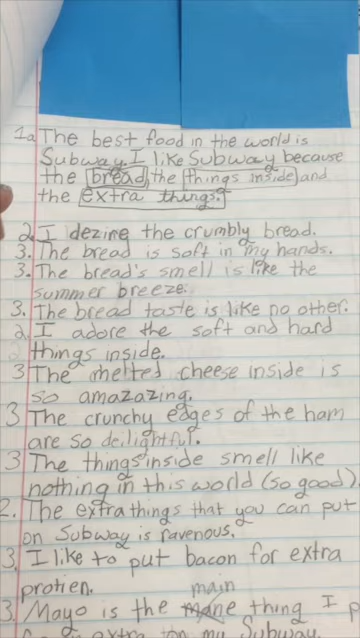 1a The best food in the world is
Subway. I like Subway because
the bread, the things inside, and
the extra things.
2. I dezire the crumbly bread.
3. The bread is soft in my hands.
3. The bread's smell is like the
summer breeze.
3. The bread taste is like no other.
2. I adore the soft and hard
things inside.
3 The melted cheese inside is
so amazazing.
3 The crunchy edges of the ham
are so deilightful.
3 The things inside smell like
nothing in this world (so good).
2. The extra things that you can put
on Subway is ravenous.
3. I like to put bacon for extra
protien.
main
3. Mayo is the thing I p
extra on my Subway